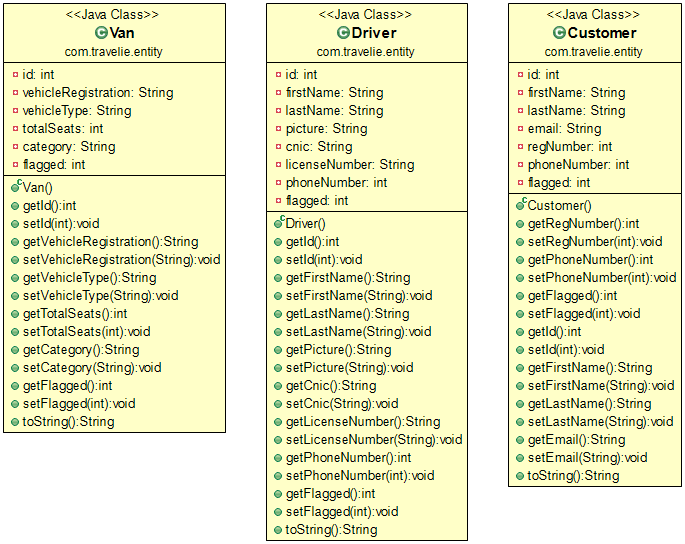 <<Java Class>>
Van
com.travelie.entity
id: int
vehicleRegistration: String
vehicleType: String
totalSeats: int
category: String
flagged: int
Van()
getId():int
setId(int):void
getVehicleRegistration():String
setVehicleRegistration(String):void
getVehicleType():String
setVehicleType(String):void
getTotalSeats():int
setTotalSeats(int):void
getCategory():String
setCategory(String):void
getFlagged():int
setFlagged(int):void
toString():String
<<Java Class>>
Driver
com.travelie.entity
id: int
firstName: String
lastName: String
picture: String
cnic: String
licenseNumber: String
phoneNumber: int
flagged: int
Driver()
getId():int
setId(int):void
getFirstName():String
setFirstName(String):void
getLastName():String
setLastName(String):void
getPicture():String
setPicture(String):void
getCnic():String
setCnic(String):void
getLicenseNumber():String
setLicenseNumber(String):void
getPhoneNumber():int
setPhoneNumber(int):void
getFlagged():int
setFlagged(int):void
toString():String
<<Java Class>>
Customer
com.travelie.entity
id: int
firstName: String
lastName: String
email: String
regNumber: int
phoneNumber: int
flagged: int
Customer()
getRegNumber():int
setRegNumber(int):void
getPhoneNumber():int
setPhoneNumber(int):void
getFlagged():int
setFlagged(int):void
getId():int
setId(int):void
getFirstName():String
setFirstName(String):void
getLastName():String
setLastName(String):void
getEmail():String
setEmail(String):void
toString():String